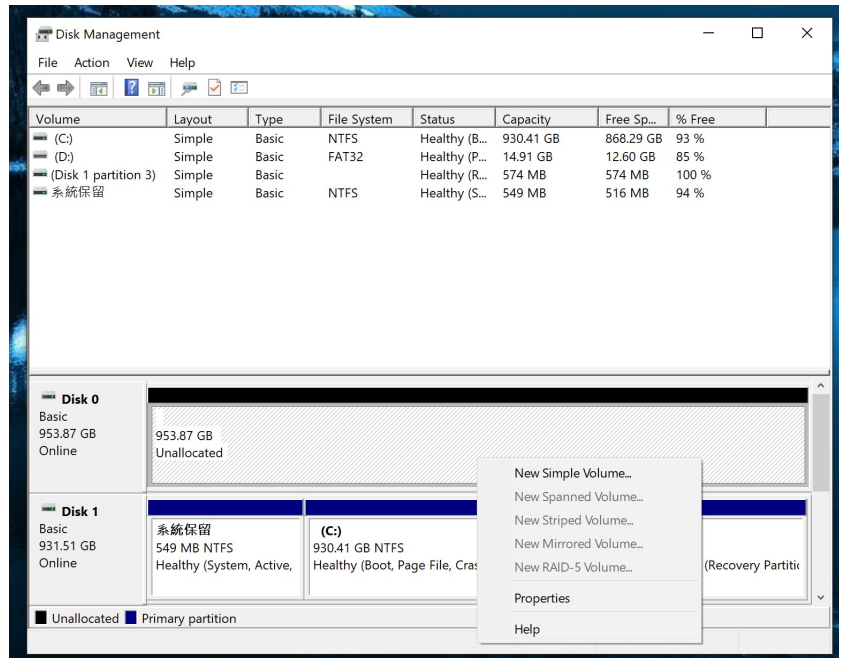 Disk Management
File Action View Help
Volume Layout Type File System Status Capacity Free Sp... % Free
(C:) Simple Basic NTFS Healthy (B... 930.41 GB 868.29 GB 93 %
(D:) Simple Basic FAT32 Healthy (P... 14.91 GB 12.60 GB 85 %
(Disk 1 partition 3) Simple Basic Healthy (R... 574 MB 574 MB 100 %
系統保留 Simple Basic NTFS Healthy (S... 549 MB 516 MB 94 %
Disk 0
Basic
953.87 GB
Online
953.87 GB
Unallocated
New Simple Volume...
New Spanned Volume...
New Striped Volume...
New Mirrored Volume...
New RAID-5 Volume...
Properties
Help
Disk 1
Basic
931.51 GB
Online
系統保留
549 MB NTFS
Healthy (System, Active,
(C:)
930.41 GB NTFS
Healthy (Boot, Page File, Cras
(Recovery Partitic
Unallocated Primary partition